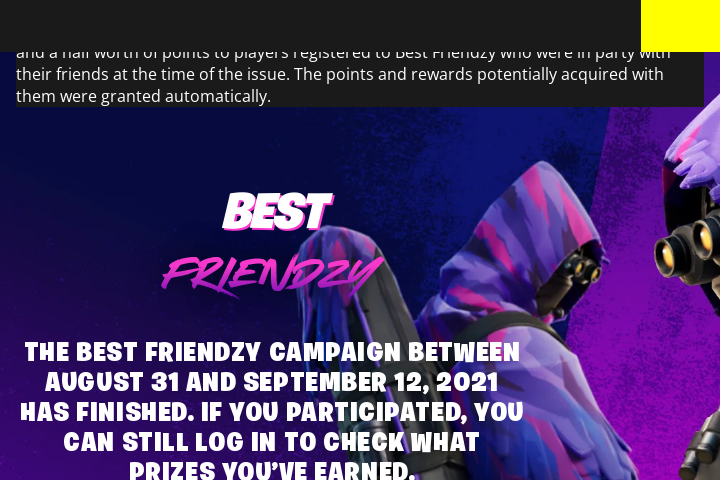 and a half worth of points to players registered to Best Friendzy who were in party with
their friends at the time of the issue. The points and rewards potentially acquired with
them were granted automatically.
BEST
FRIENDZY
THE BEST FRIENDZY CAMPAIGN BETWEEN
AUGUST 31 AND SEPTEMBER 12, 2021
HAS FINISHED. IF YOU PARTICIPATED, YOU
CAN STILL LOG IN TO CHECK WHAT
PRIZES YOU'VE EARNED.